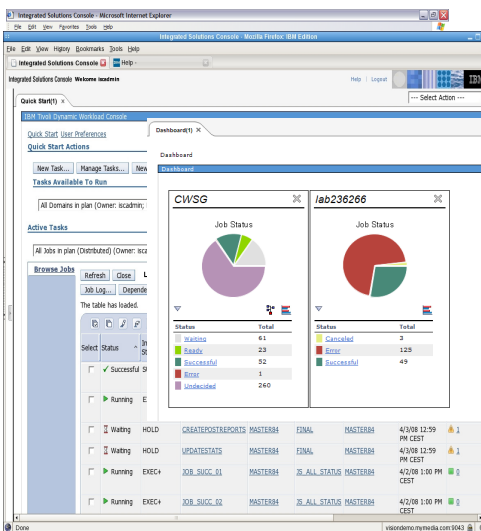 Integrated Solutions Console - Microsoft Internet Explorer
File Edit View Favorites Tools Help
Integrated Solutions Console - Mozilla Firefox: IBM Edition
File Edit View History Bookmarks Tools Help
Integrated Solutions Console
Help -
Integrated Solutions Console Welcome iscadmin
Help | Logout
IBM
Quick Start(1) ×
--- Select Action ---
IBM Tivoli Dynamic Workload Console
Quick Start User Preferences
Quick Start Actions
New Task... Manage Tasks... New
Tasks Available To Run
All Domains in plan (Owner: iscadmin;
Active Tasks
All Jobs in plan (Distributed) (Owner: isca
Browse Jobs
Refresh Close L
Job Log... Depende
The table has loaded.
Select Status
Dashboard(1) ×
Dashboard
Dashboard
CWSG
Job Status
Status Total
Waiting 61
Ready 23
Successful 52
Error 1
Undecided 260
lab236266
Job Status
Status Total
Canceled 3
Error 125
Successful 49
Successful
Running
Waiting HOLD CREATEPOSTREPORTS MASTER84 FINAL MASTER84 4/3/08 12:59 PM CEST 1
Waiting HOLD UPDATESTATS MASTER84 FINAL MASTER84 4/3/08 12:59 PM CEST 1
Running EXEC+ JOB_SUCC_01 MASTER84 JS_ALL_STATUS MASTER84 4/2/08 1:00 PM CEST 0
Running EXEC+ JOB_SUCC_02 MASTER84 JS_ALL_STATUS MASTER84 4/2/08 1:00 PM CEST 0
Done
visiondemo.mymedia.com:9043